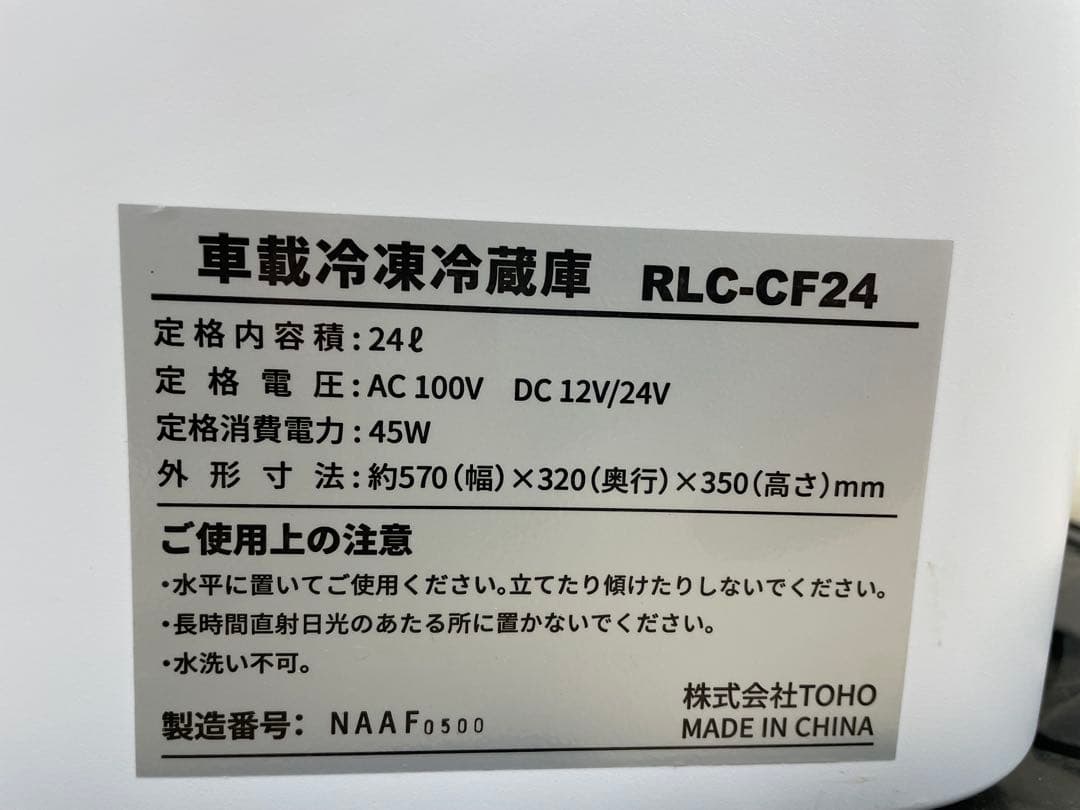 車載冷凍冷蔵庫 RLC-CF24
定格内容積:24ℓ
定格電圧:AC 100V DC 12V/24V
定格消費電力:45W
外形寸法:約570(幅)×320(奥行)×350(高さ)mm
ご使用上の注意
・水平に置いてご使用ください。立てたり傾けたりしないでください。
・長時間直射日光のあたる所に置かないでください。
・水洗い不可。
株式会社TOHO
製造番号: NAAF0500 MADE IN CHINA